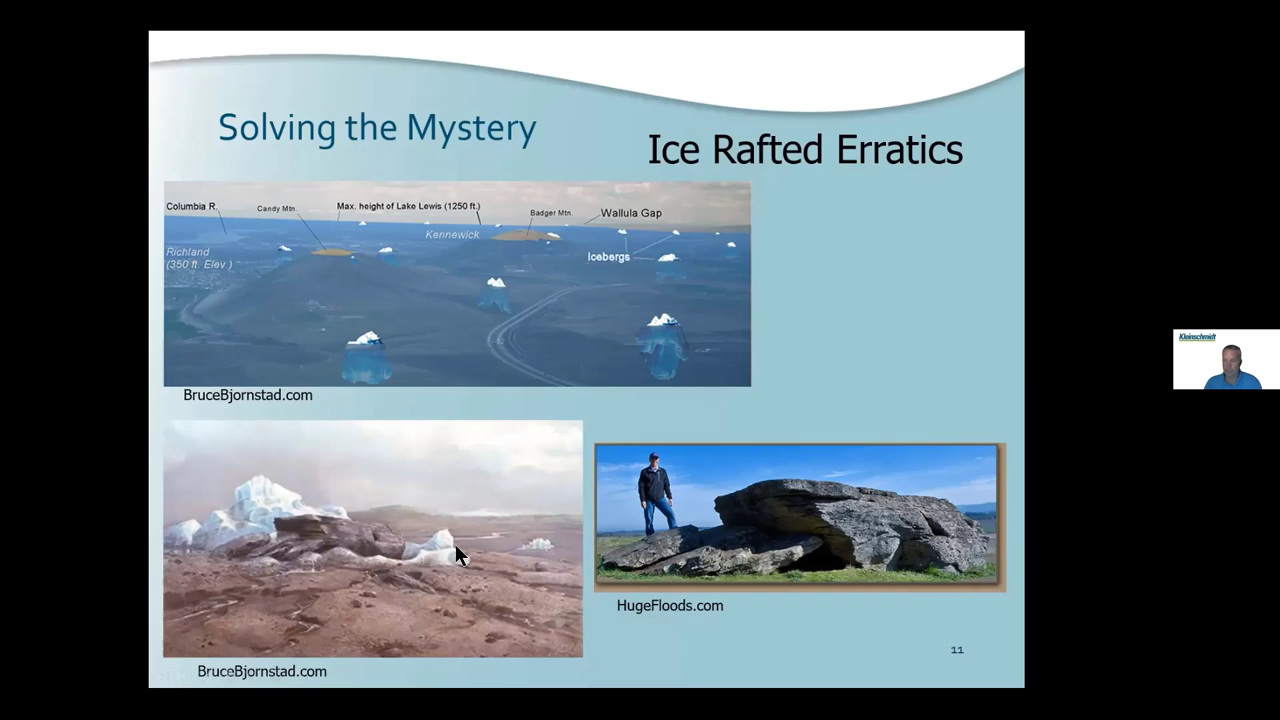 Solving the Mystery
Ice Rafted Erratics
Columbia R.
Candy Mtn.
Max. height of Lake Lewis (1250 ft.)
Badger Mtn.
Wallula Gap
Kennewick
Richland
(350 ft. Elev.)
Icebergs
BruceBjornstad.com
Kleinschmidt
HugeFloods.com
BruceBjornstad.com
11